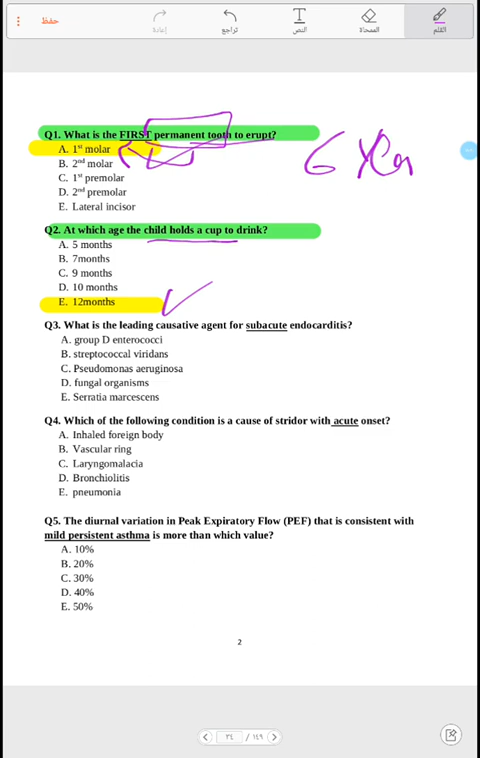 حفظ
إعادة
تراجع
النص
الممحاة
القلم
Q1. What is the FIRST permanent tooth to erupt?
A. 1st molar
B. 2nd molar
C. 1st premolar
D. 2nd premolar
E. Lateral incisor
6
Q2. At which age the child holds a cup to drink?
A. 5 months
B. 7months
C. 9 months
D. 10 months
E. 12months
Q3. What is the leading causative agent for subacute endocarditis?
A. group D enterococci
B. streptococcal viridans
C. Pseudomonas aeruginosa
D. fungal organisms
E. Serratia marcescens
Q4. Which of the following condition is a cause of stridor with acute onset?
A. Inhaled foreign body
B. Vascular ring
C. Laryngomalacia
D. Bronchiolitis
E. pneumonia
Q5. The diurnal variation in Peak Expiratory Flow (PEF) that is consistent with
mild persistent asthma is more than which value?
A. 10%
B. 20%
C. 30%
D. 40%
E. 50%
2
٣٤ / ١٤٩